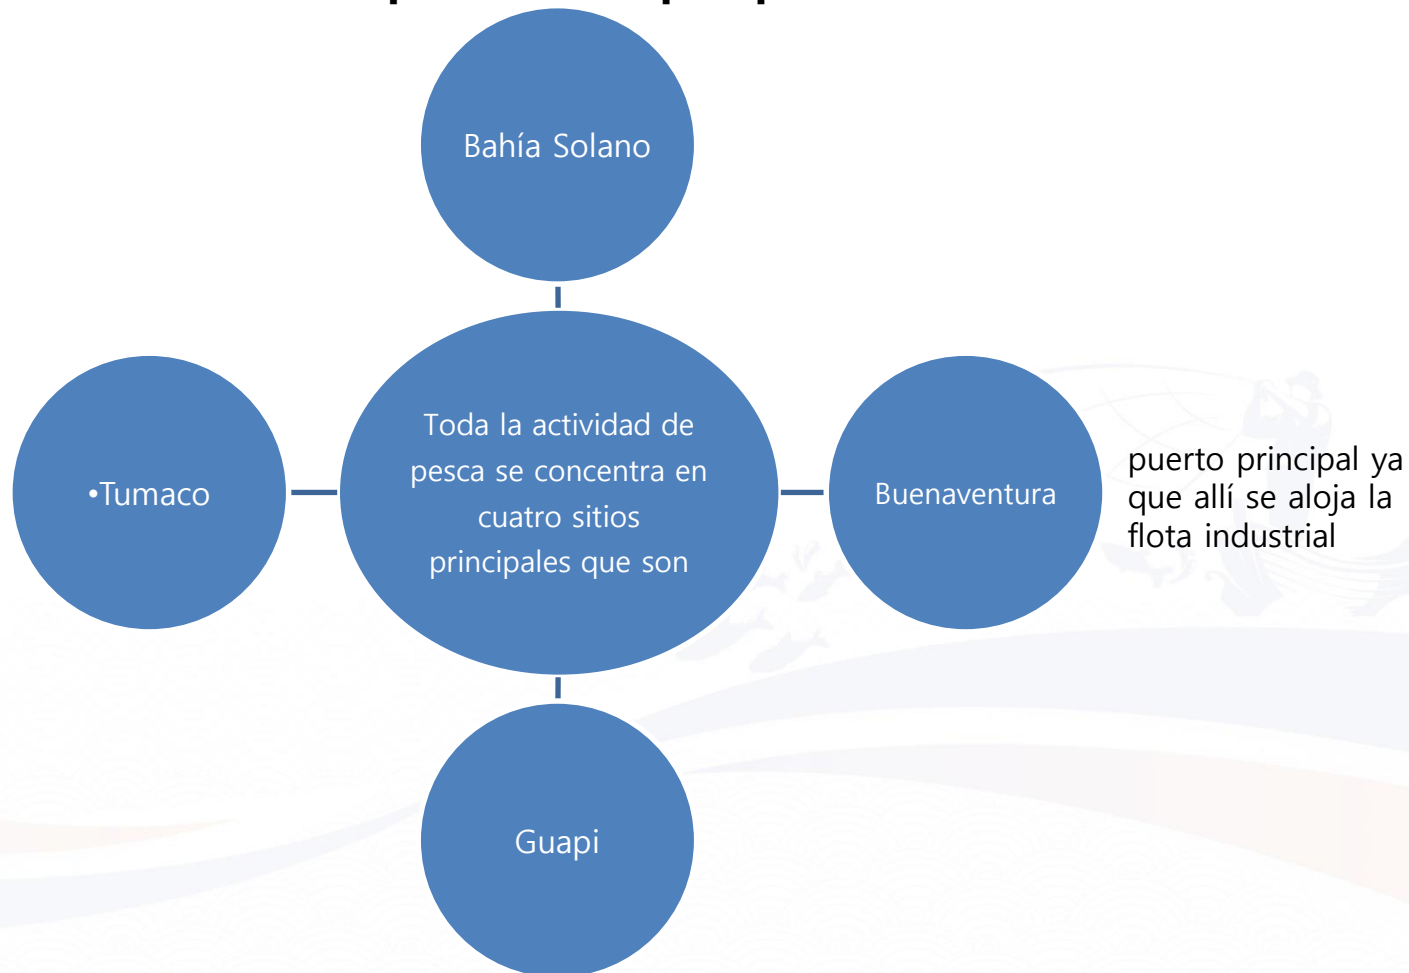 Bahía Solano
Toda la actividad de
pesca se concentra en
cuatro sitios
principales que son
•Tumaco
Buenaventura
puerto principal ya
que allí se aloja la
flota industrial
Guapi